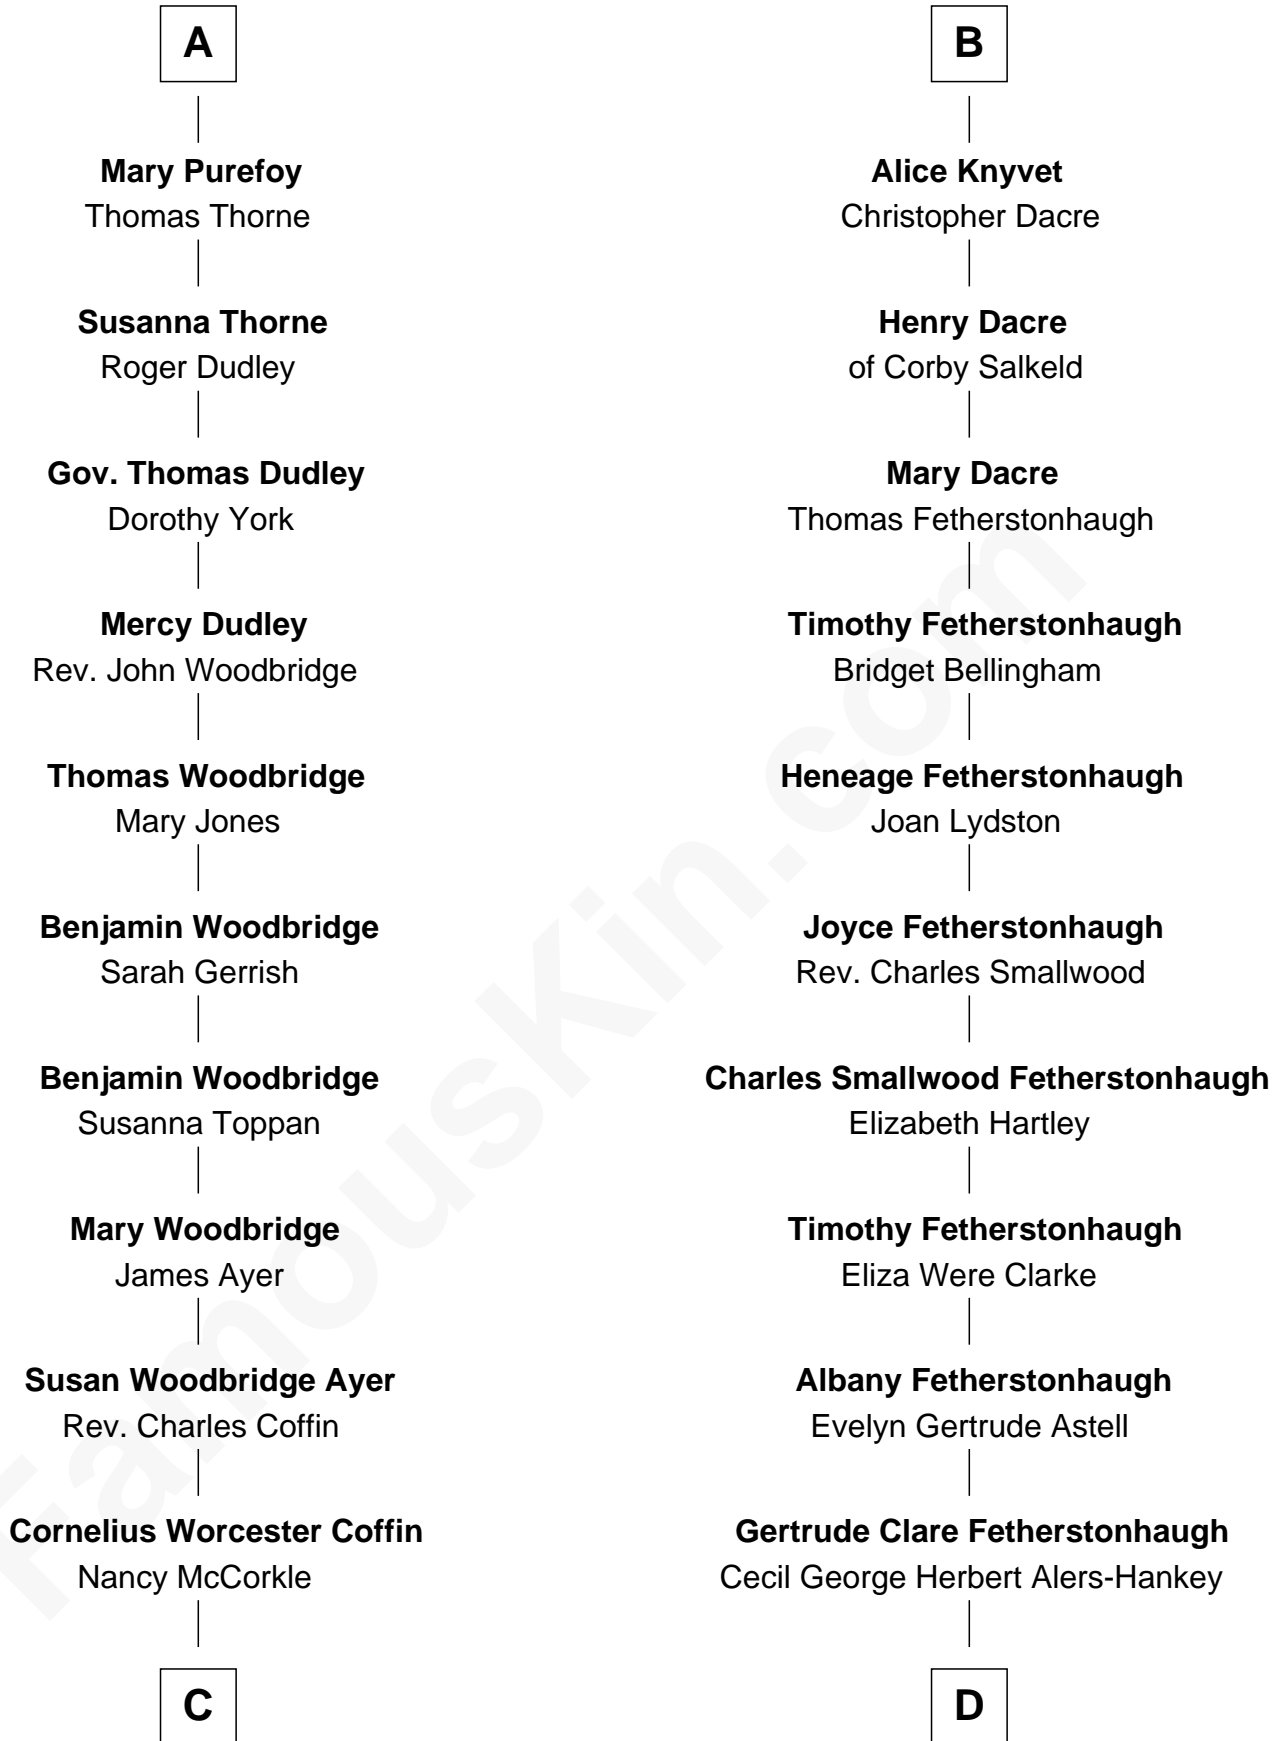 A
Mary Purefoy
Thomas Thorne
Susanna Thorne
Roger Dudley
Gov. Thomas Dudley
Dorothy York
Mercy Dudley
Rev. John Woodbridge
Thomas Woodbridge
Mary Jones
Benjamin Woodbridge
Sarah Gerrish
Benjamin Woodbridge
Susanna Toppan
Mary Woodbridge
James Ayer
Susan Woodbridge Ayer
Rev. Charles Coffin
Cornelius Worcester Coffin
Nancy McCorkle
C
B
Alice Knyvet
Christopher Dacre
Henry Dacre
of Corby Salkeld
Mary Dacre
Thomas Fetherstonhaugh
Timothy Fetherstonhaugh
Bridget Bellingham
Heneage Fetherstonhaugh
Joan Lydston
Joyce Fetherstonhaugh
Rev. Charles Smallwood
Charles Smallwood Fetherstonhaugh
Elizabeth Hartley
Timothy Fetherstonhaugh
Eliza Were Clarke
Albany Fetherstonhaugh
Evelyn Gertrude Astell
Gertrude Clare Fetherstonhaugh
Cecil George Herbert Alers-Hankey
D
FamousKin.com